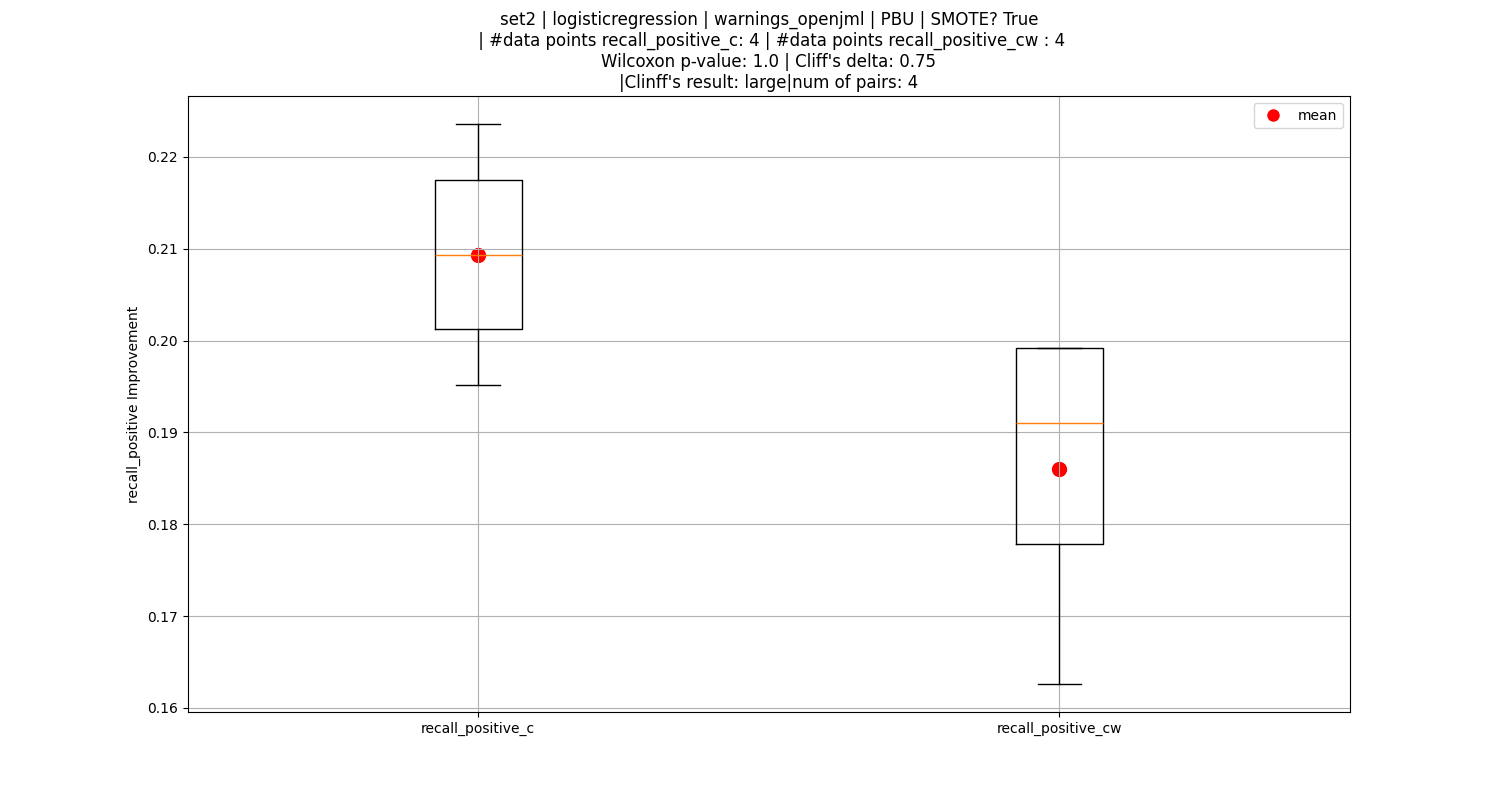 set2 | logisticregression | warnings_openjml | PBU | SMOTE? True
| #data points recall_positive_c: 4 | #data points recall_positive_cw : 4
Wilcoxon p-value: 1.0 | Cliff's delta: 0.75
|Clinff's result: large|num of pairs: 4
mean
0.22
0.21
0.20
0.19
0.18
0.17
0.16
recall_positive Improvement
recall_positive_c
recall_positive_cw